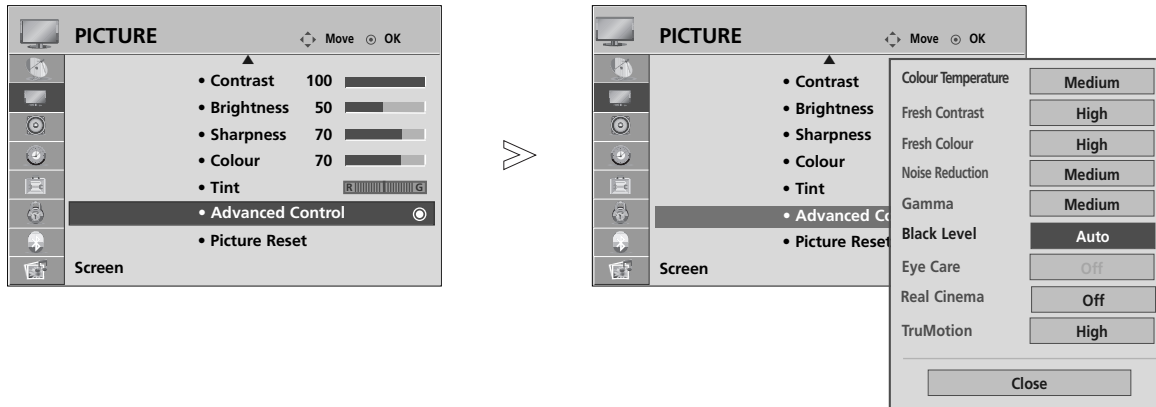 PICTURE Move OK
• Contrast 100
• Brightness 50
• Sharpness 70
• Colour 70
• Tint R G
• Advanced Control
• Picture Reset
Screen
PICTURE Move OK
• Contrast
• Brightness
• Sharpness
• Colour
• Tint
• Advanced Co
• Picture Reset
Screen
Colour Temperature Medium
Fresh Contrast High
Fresh Colour High
Noise Reduction Medium
Gamma Medium
Black Level Auto
Eye Care Off
Real Cinema Off
TruMotion High
Close